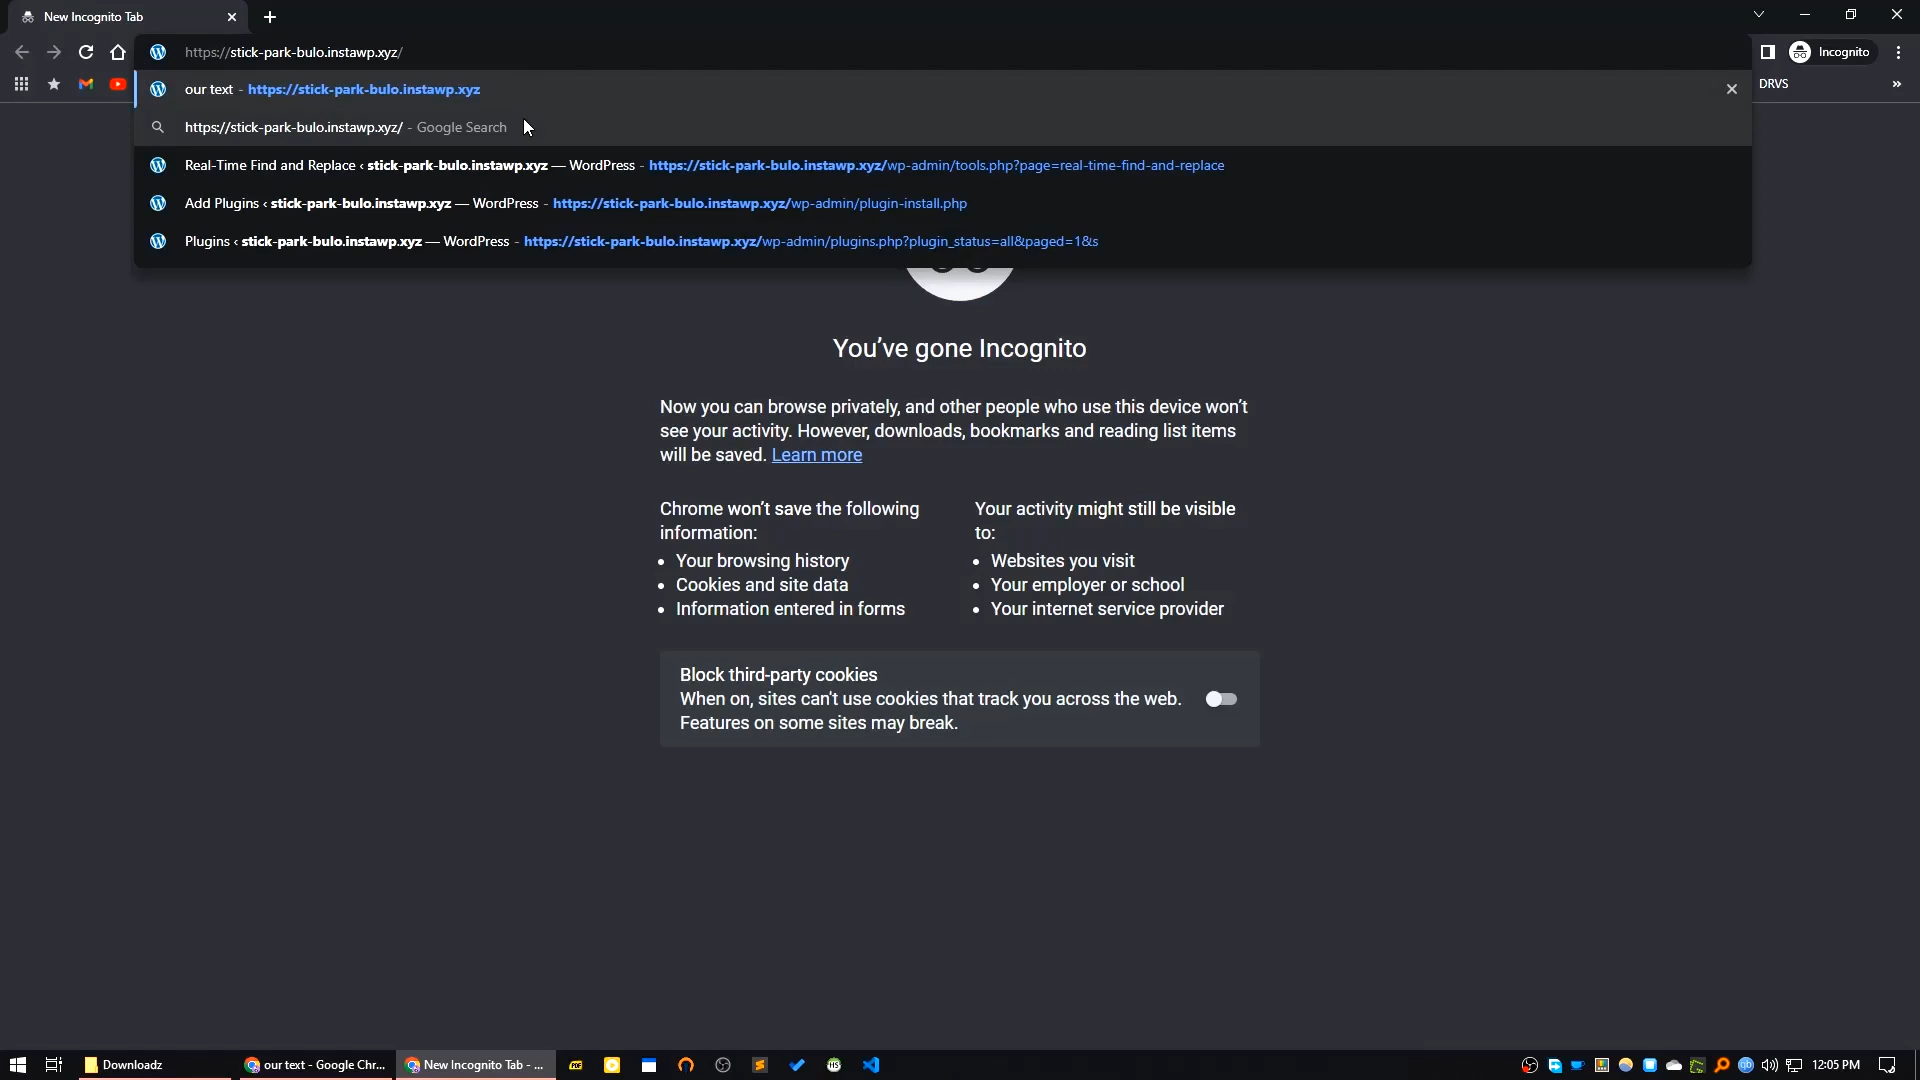 New Incognito Tab
https://stick-park-bulo.instawp.xyz/
Incognito
our text - https://stick-park-bulo.instawp.xyz
DRVS
https://stick-park-bulo.instawp.xyz/ - Google Search
Real-Time Find and Replace ‹ stick-park-bulo.instawp.xyz — WordPress - https://stick-park-bulo.instawp.xyz/wp-admin/tools.php?page=real-time-find-and-replace
Add Plugins ‹ stick-park-bulo.instawp.xyz — WordPress - https://stick-park-bulo.instawp.xyz/wp-admin/plugin-install.php
Plugins ‹ stick-park-bulo.instawp.xyz — WordPress - https://stick-park-bulo.instawp.xyz/wp-admin/plugins.php?plugin_status=all&paged=1&s
You've gone Incognito
Now you can browse privately, and other people who use this device won't
see your activity. However, downloads, bookmarks and reading list items
will be saved. Learn more
Chrome won't save the following
information:
• Your browsing history
• Cookies and site data
• Information entered in forms
Your activity might still be visible
to:
• Websites you visit
• Your employer or school
• Your internet service provider
Block third-party cookies
When on, sites can't use cookies that track you across the web.
Features on some sites may break.
Downloadz
our text - Google Chr...
New Incognito Tab - ...
12:05 PM